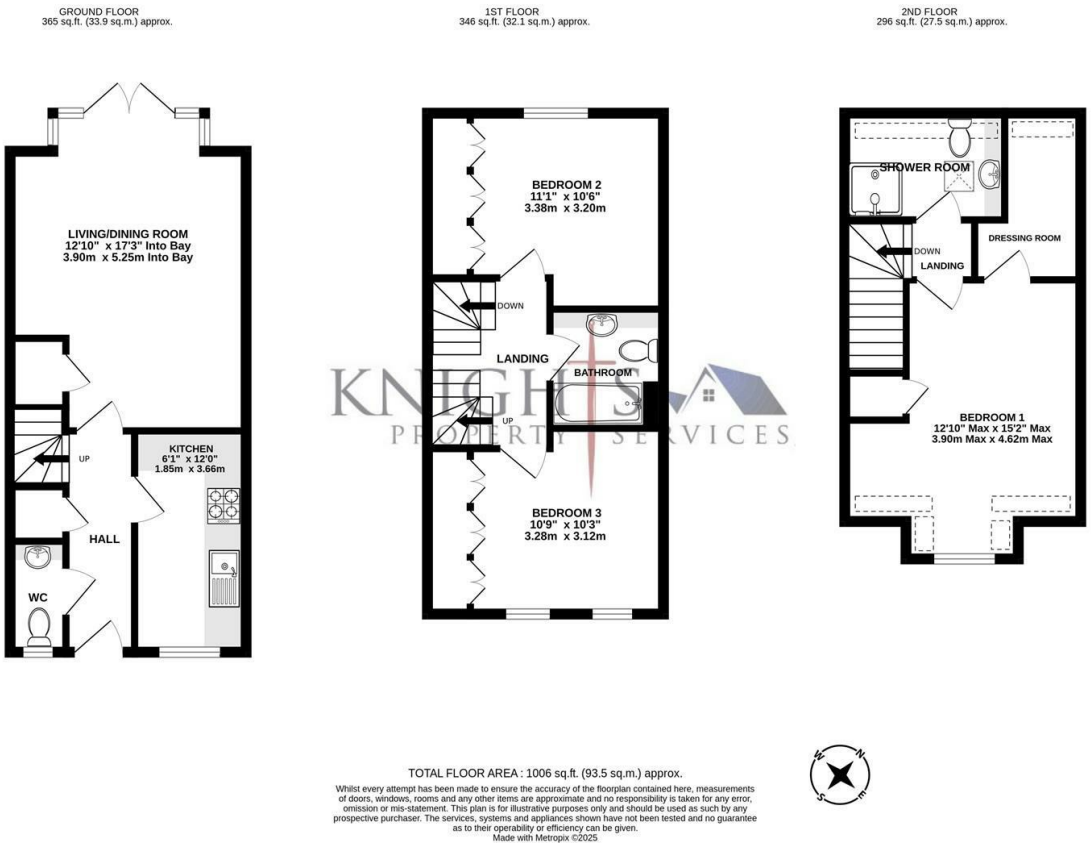 GROUND FLOOR
365 sq.ft. (33.9 sq.m.) approx.
1ST FLOOR
346 sq.ft. (32.1 sq.m.) approx.
2ND FLOOR
296 sq.ft. (27.5 sq.m.) approx.
LIVING/DINING ROOM
12'10" x 17'3" Into Bay
3.90m x 5.25m Into Bay
UP
KITCHEN
6'1" x 12'0"
1.85m x 3.66m
HALL
WC
BEDROOM 2
11'1" x 10'6"
3.38m x 3.20m
DOWN
LANDING
BATHROOM
UP
BEDROOM 3
10'9" x 10'3"
3.28m x 3.12m
SHOWER ROOM
DRESSING ROOM
DOWN
LANDING
BEDROOM 1
12'10" Max x 15'2" Max
3.90m Max x 4.62m Max
KNIGHTS
PROPERTY SERVICES
TOTAL FLOOR AREA : 1006 sq.ft. (93.5 sq.m.) approx.
Whilst every attempt has been made to ensure the accuracy of the floorplan contained here, measurements
of doors, windows, rooms and any other items are approximate and no responsibility is taken for any error,
omission or mis-statement. This plan is for illustrative purposes only and should be used as such by any
prospective purchaser. The services, systems and appliances shown have not been tested and no guarantee
as to their operability or efficiency can be given.
Made with Metropix ©2025
W
N
S
E